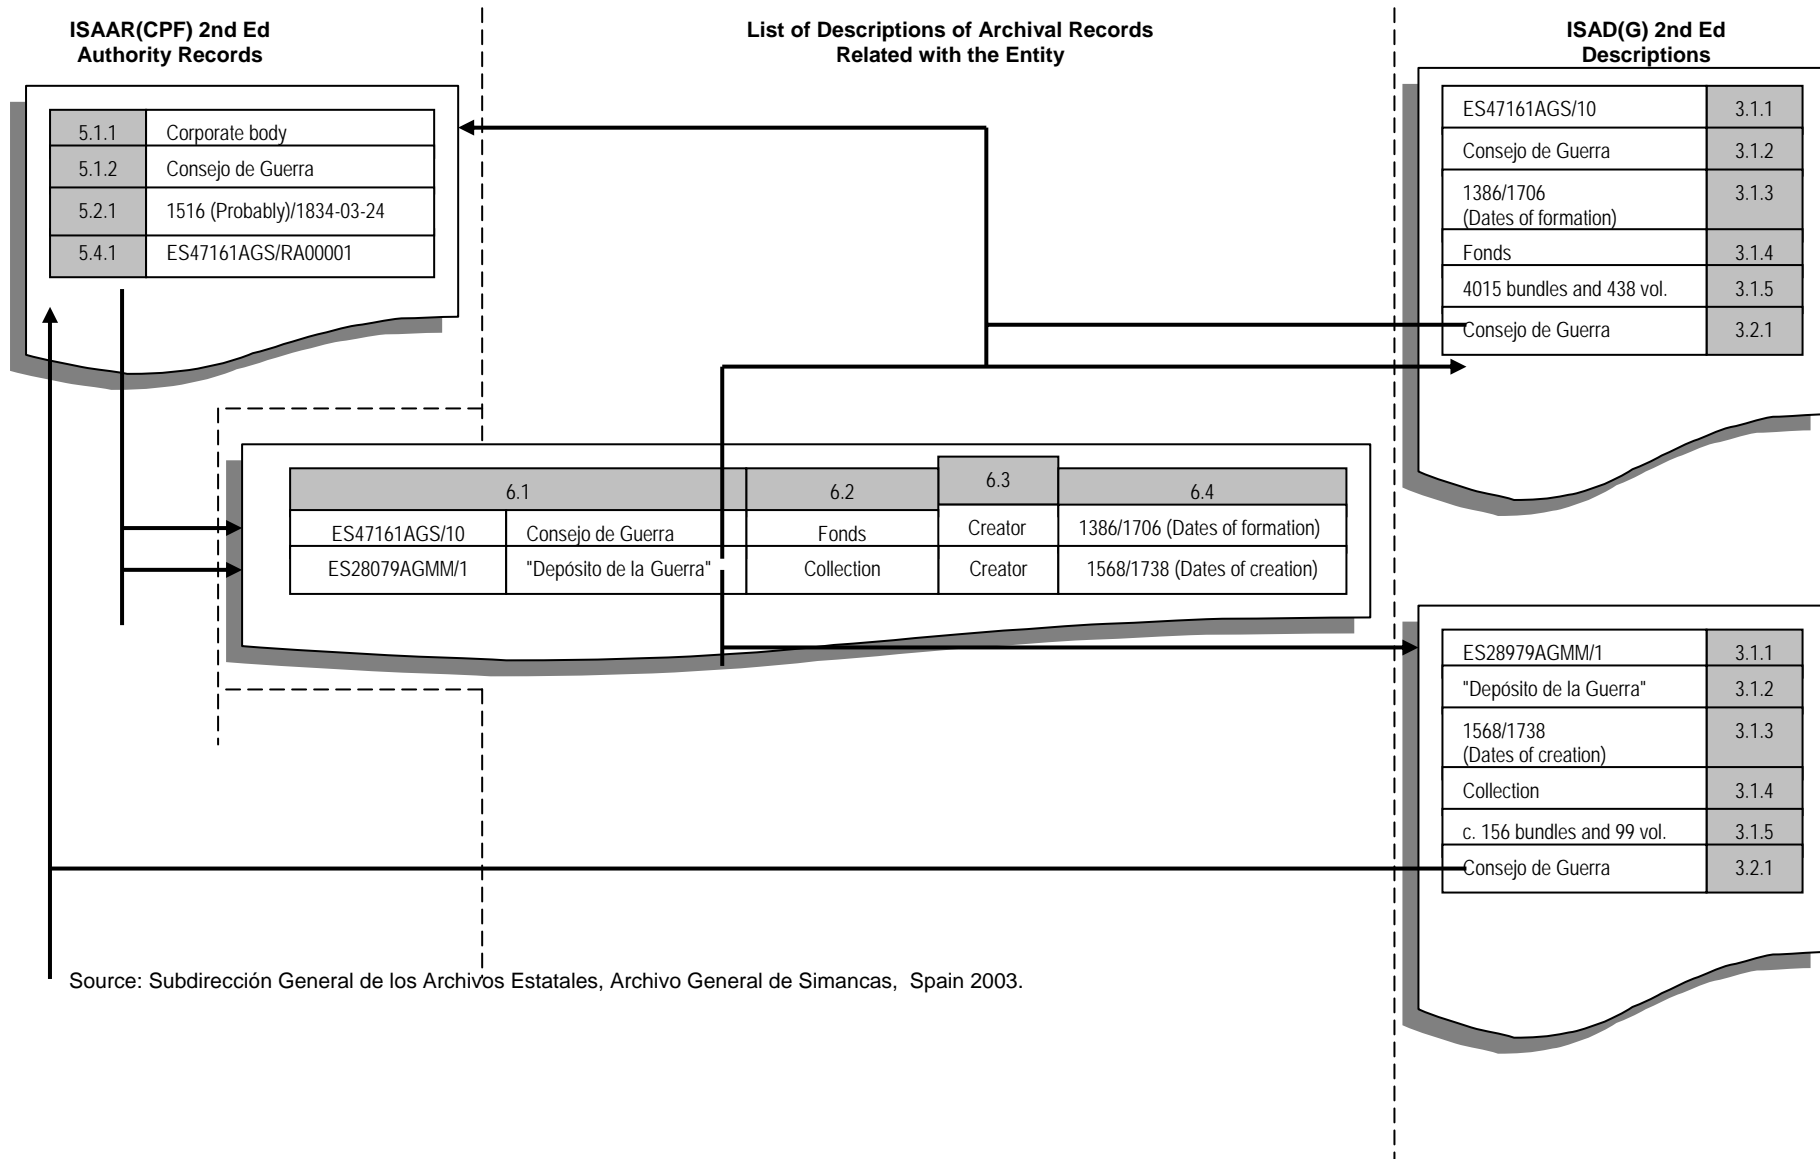 ISAAR(CPF) 2nd Ed
Authority Records
List of Descriptions of Archival Records
Related with the Entity
ISAD(G) 2nd Ed
Descriptions
5.1.1 Corporate body
5.1.2 Consejo de Guerra
5.2.1 1516 (Probably)/1834-03-24
5.4.1 ES47161AGS/RA00001
ES47161AGS/10 3.1.1
Consejo de Guerra 3.1.2
1386/1706 3.1.3
(Dates of formation)
Fonds 3.1.4
4015 bundles and 438 vol. 3.1.5
Consejo de Guerra 3.2.1
6.1 6.2 6.3 6.4
ES47161AGS/10 Consejo de Guerra Fonds Creator 1386/1706 (Dates of formation)
ES28079AGMM/1 "Depósito de la Guerra" Collection Creator 1568/1738 (Dates of creation)
ES28979AGMM/1 3.1.1
"Depósito de la Guerra" 3.1.2
1568/1738 3.1.3
(Dates of creation)
Collection 3.1.4
c. 156 bundles and 99 vol. 3.1.5
Consejo de Guerra 3.2.1
Source: Subdirección General de los Archivos Estatales, Archivo General de Simancas, Spain 2003.